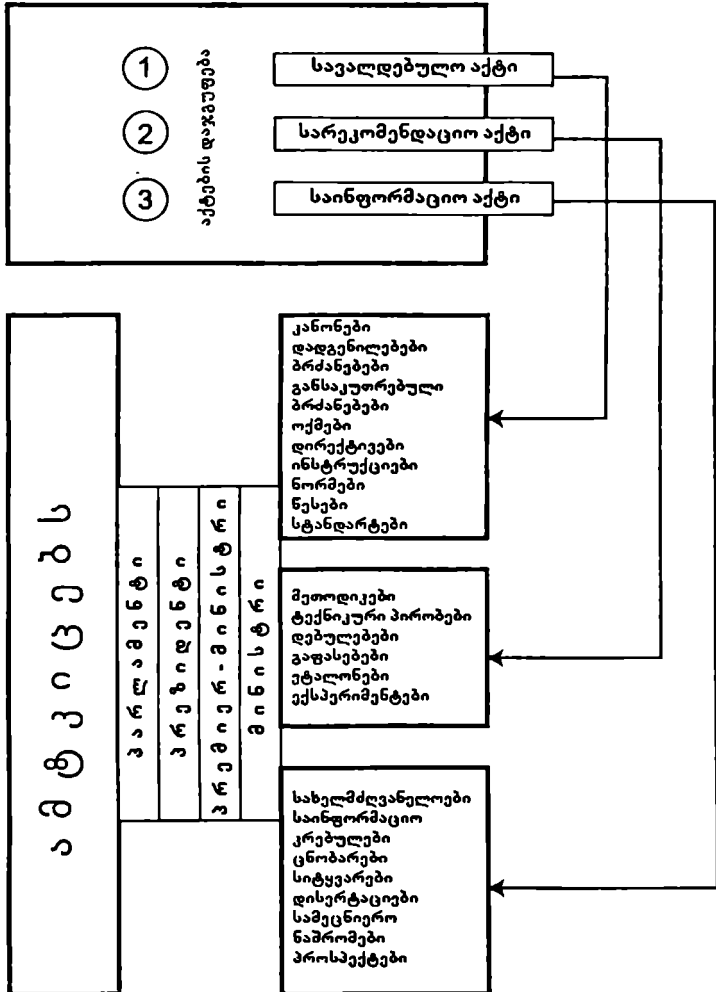 1
2
3
აქტების დაჯგუფება
სავალდებულო აქტი
სარეკომენდაციო აქტი
საინფორმაციო აქტი
ამტკიცებს
პარლამენტი
პრეზიდენტი
პრემიერ-მინისტრი
მინისტრი
კანონები
დადგენილებები
ბრძანებები
განსაკუთრებული
ბრძანებები
ოქმები
დირექტივები
ინსტრუქციები
ნორმები
წესები
სტანდარტები
მეთოდიკები
ტექნიკური პირობები
დებულებები
გაფასებები
ეტალონები
ექსპერიმენტები
სახელმძღვანელოები
საინფორმაციო
კრებულები
ცნობარები
სიტყვარები
დისერტაციები
სამეცნიერო
ნაშრომები
პროსპექტები